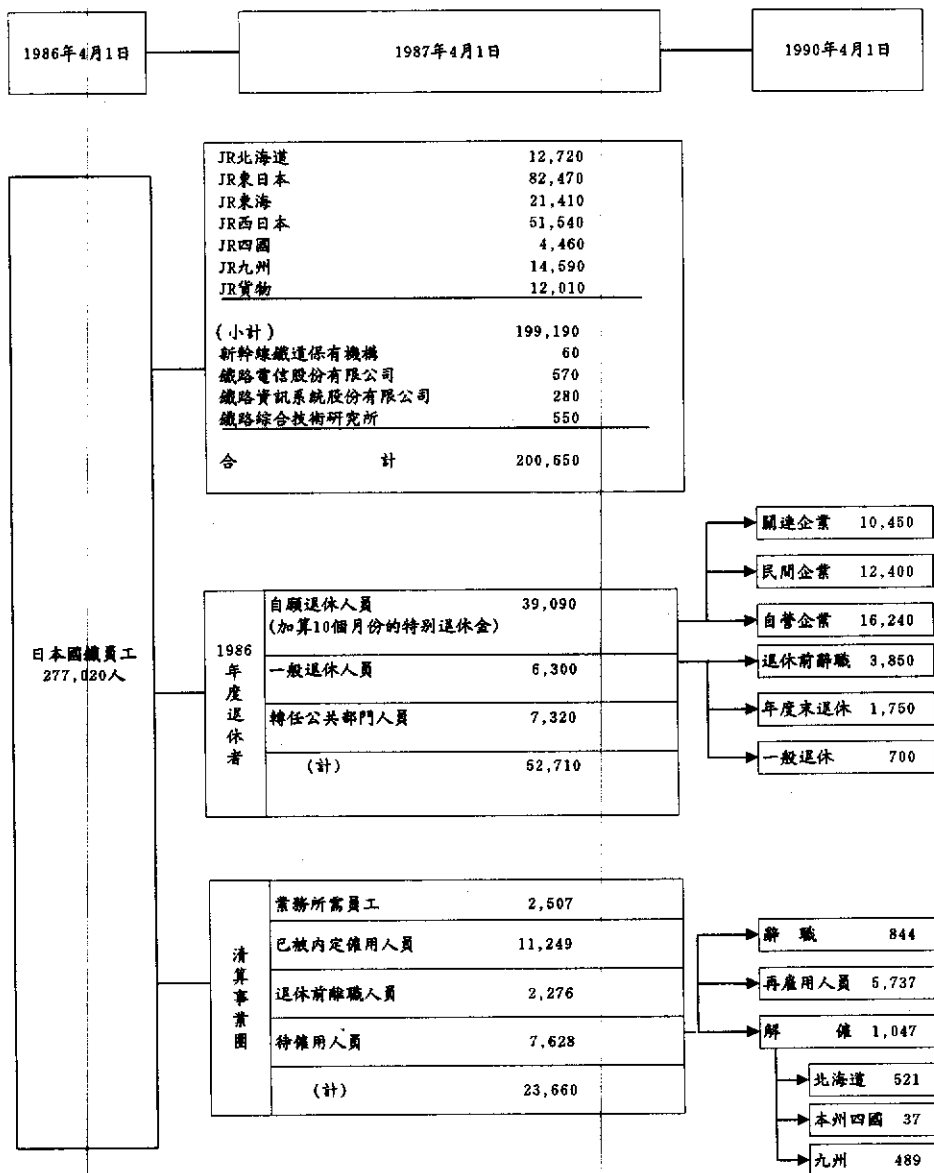 1986年4月1日
1987年4月1日
1990年4月1日
日本國鐵員工
277,020人
JR北海道 12,720
JR東日本 82,470
JR東海 21,410
JR西日本 51,540
JR四國 4,460
JR九州 14,590
JR貨物 12,010
(小計) 199,190
新幹線鐵道保有機構 60
鐵路電信股份有限公司 570
鐵路資訊系統股份有限公司 280
鐵路綜合技術研究所 550
合 計 200,650
1986年度退休者
自願退休人員 39,090
(加算10個月份的特別退休金)
一般退休人員 6,300
轉任公共部門人員 7,320
(計) 52,710
關連企業 10,450
民間企業 12,400
自營企業 16,240
退休前辭職 3,850
年度末退休 1,750
一般退休 700
清算事業團
業務所需員工 2,507
已被內定僱用人員 11,249
退休前辭職人員 2,276
待僱用人員 7,628
(計) 23,660
辭 職 844
再雇用人員 5,737
解 僱 1,047
北海道 521
本州四國 37
九州 489